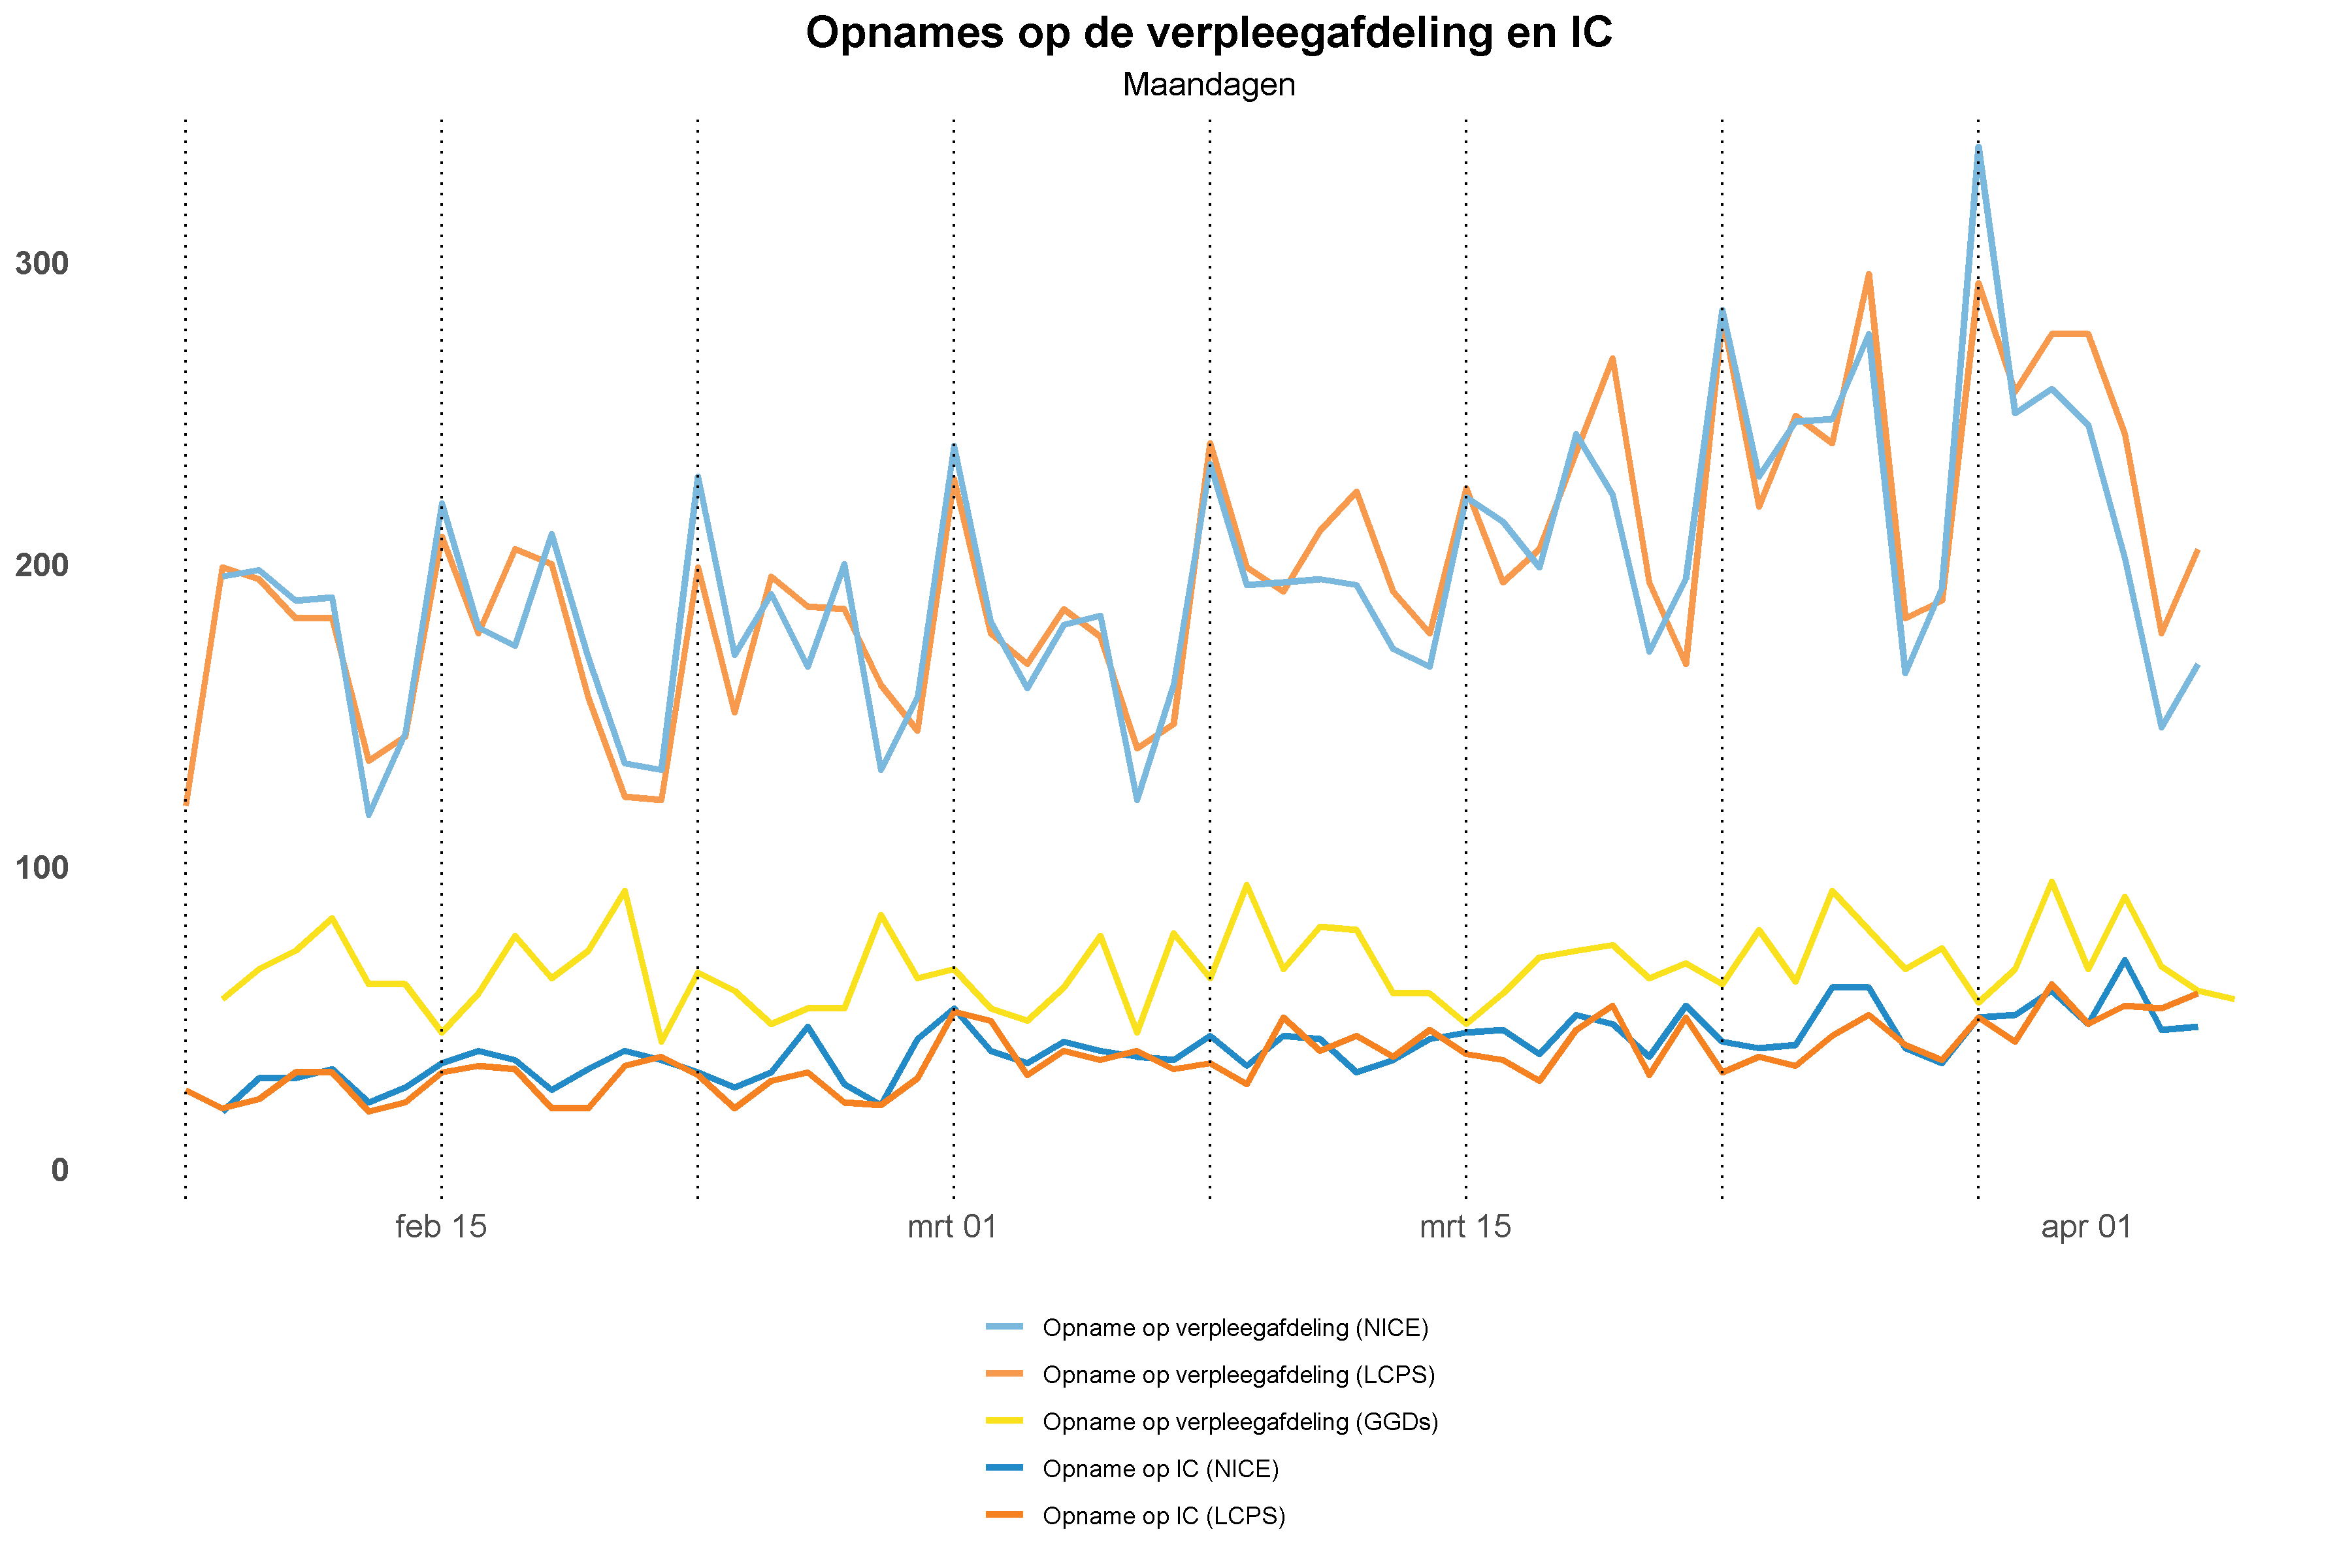 Opnames op de verpleegafdeling en IC
Maandagen
300
200
100
0
feb 15 mrt 01 mrt 15 apr 01
Opname op verpleegafdeling (NICE)
Opname op verpleegafdeling (LCPS)
Opname op verpleegafdeling (GGDs)
Opname op IC (NICE)
Opname op IC (LCPS)